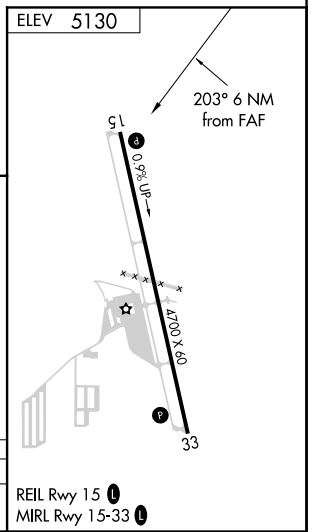 ELEV 5130
203° 6 NM
from FAF
15
P
0.9% UP
4700 X 60
P
33
REIL Rwy 15 L
MIRL Rwy 15-33 L